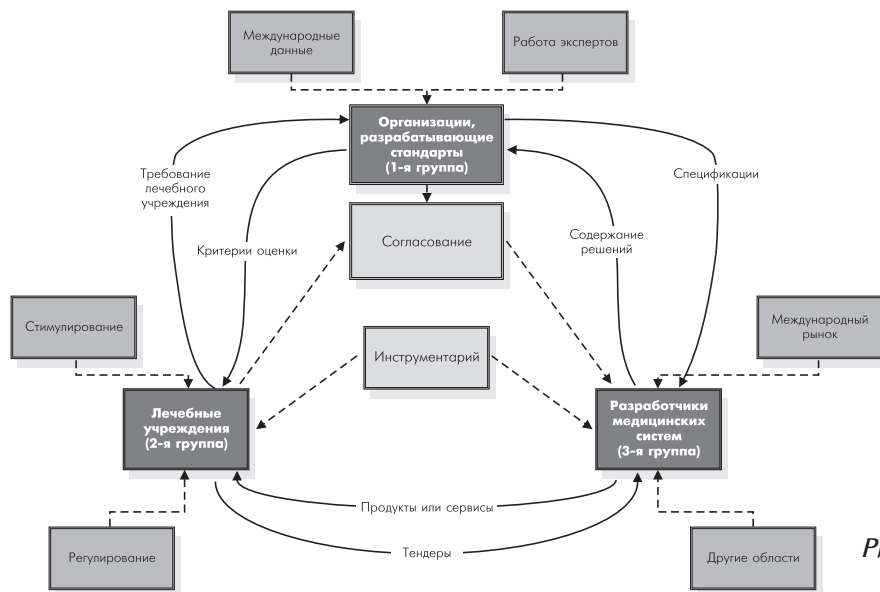 Международные
данные
Работа экспертов
Организации,
разрабатывающие
стандарты
(1-я группа)
Требование
лечебного
учреждения
Спецификации
Критерии оценки
Согласование
Содержание
решений
Стимулирование
Инструментарий
Международный
рынок
Лечебные
учреждения
(2-я группа)
Разработчики
медицинских
систем
(3-я группа)
Продукты или сервисы
Тендеры
Регулирование
Другие области